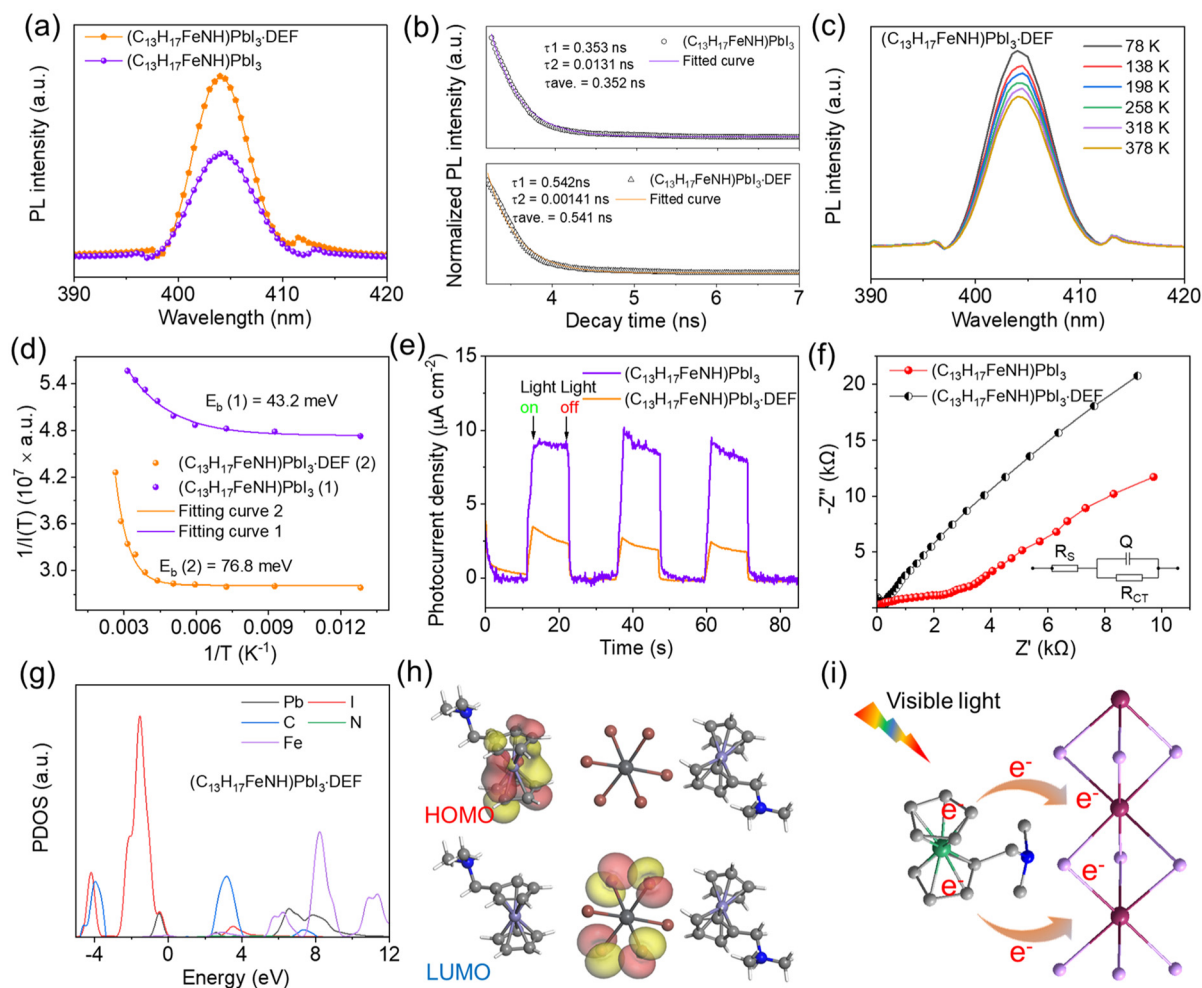 (a)
(C₁₃H₁₇FeNH)PbI₃·DEF
(C₁₃H₁₇FeNH)PbI₃
PL intensity (a.u.)
390 400 410 420
Wavelength (nm)
(b)
τ1 = 0.353 ns
τ2 = 0.0131 ns
τave. = 0.352 ns
(C₁₃H₁₇FeNH)PbI₃
Fitted curve
τ1 = 0.542ns
τ2 = 0.00141 ns
τave. = 0.541 ns
(C₁₃H₁₇FeNH)PbI₃·DEF
Fitted curve
Normalized PL intensity (a.u.)
4 5 6 7
Decay time (ns)
(c)
(C₁₃H₁₇FeNH)PbI₃·DEF
78 K
138 K
198 K
258 K
318 K
378 K
PL intensity (a.u.)
390 400 410 420
Wavelength (nm)
(d)
5.4
4.8
4.2
3.6
3.0
1/I(T) (10⁷ × a.u.)
E_b (1) = 43.2 meV
(C₁₃H₁₇FeNH)PbI₃·DEF (2)
(C₁₃H₁₇FeNH)PbI₃ (1)
Fitting curve 2
Fitting curve 1
E_b (2) = 76.8 meV
0.003 0.006 0.009 0.012
1/T (K⁻¹)
(e)
15
10
5
0
Photocurrent density (μA cm⁻²)
(C₁₃H₁₇FeNH)PbI₃
(C₁₃H₁₇FeNH)PbI₃·DEF
Light Light
on off
0 20 40 60 80
Time (s)
(f)
20
15
10
5
0
-Z" (kΩ)
(C₁₃H₁₇FeNH)PbI₃
(C₁₃H₁₇FeNH)PbI₃·DEF
R_S
Q
R_CT
0 2 4 6 8 10
Z' (kΩ)
(g)
Pb I
C N
Fe
(C₁₃H₁₇FeNH)PbI₃·DEF
PDOS (a.u.)
-4 0 4 8 12
Energy (eV)
(h)
HOMO
LUMO
(i)
Visible light
e⁻
e⁻
e⁻
e⁻
e⁻
e⁻